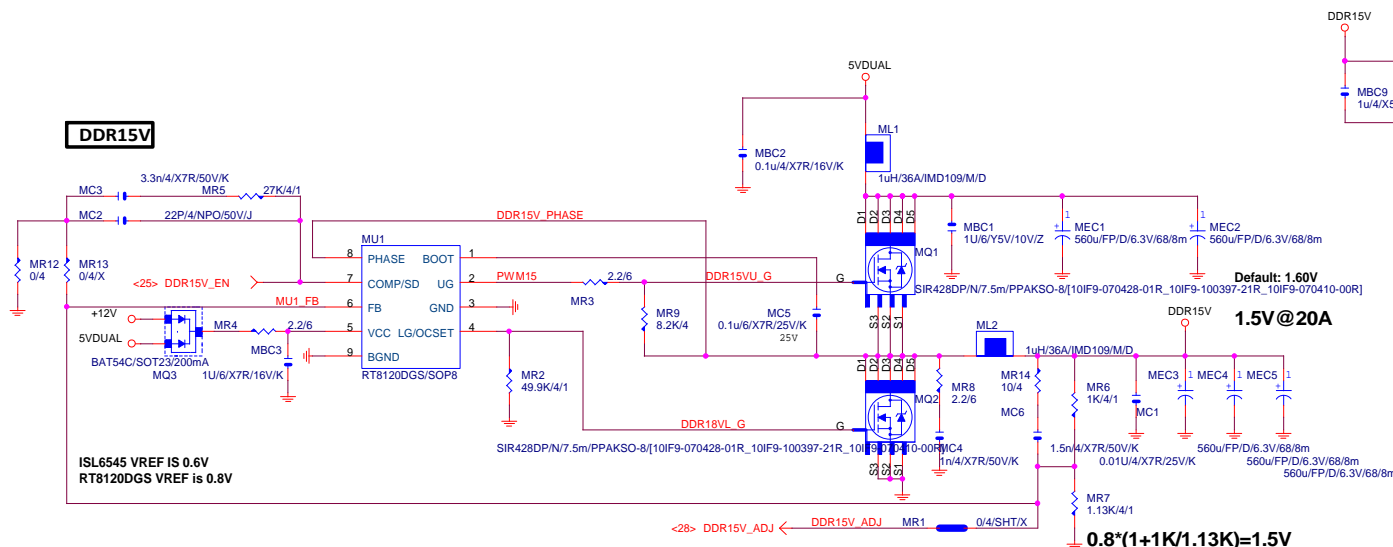 DDR15V
DDR15V
MBC9
1u/4/X5
5VDUAL
MBC2
0.1u/4/X7R/16V/K
ML1
1uH/36A/IMD109/M/D
3.3n/4/X7R/50V/K
MC3
MR5
27K/4/1
MC2
22P/4/NPO/50V/J
MR12
0/4
MR13
0/4/X
<25> DDR15V_EN
MU1_FB
+12V
5VDUAL
BAT54C/SOT23/200mA
MQ3
MR4
2.2/6
MBC3
1U/6/X7R/16V/K
DDR15V_PHASE
MU1
8 PHASE BOOT 1
7 COMP/SD UG 2
6 FB GND 3
5 VCC LG/OCSET 4
9 BGND
RT8120DGS/SOP8
PWM15
2.2/6
MR3
DDR15VU_G
MR9
8.2K/4
MC5
0.1u/6/X7R/25V/K
25V
MR2
49.9K/4/1
DDR18VL_G
D1
D2
D3
D4
D5
MQ1
G
S3
S2
S1
SIR428DP/N/7.5m/PPAKSO-8/[10IF9-070428-01R_10IF9-100397-21R_10IF9-070410-00R]
MBC1
1U/6/Y5V/10V/Z
1
+
MEC1
560u/FP/D/6.3V/68/8m
1
+
MEC2
560u/FP/D/6.3V/68/8m
Default: 1.60V
1.5V@20A
DDR15V
ML2
1uH/36A/IMD109/M/D
D1
D2
D3
D4
D5
MQ2
G
S3
S2
S1
MR8
2.2/6
MC4
1n/4/X7R/50V/K
MR14
10/4
MC6
1.5n/4/X7R/50V/K
MR6
1K/4/1
MC1
0.01U/4/X7R/25V/K
MEC3
1
+
MEC4
1
+
MEC5
1
+
560u/FP/D/6.3V/68/8m
560u/FP/D/6.3V/68/8m
560u/FP/D/6.3V/68/8m
ISL6545 VREF IS 0.6V
RT8120DGS VREF is 0.8V
MR7
1.13K/4/1
<28> DDR15V_ADJ
DDR15V_ADJ
MR1
0/4/SHT/X
0.8*(1+1K/1.13K)=1.5V